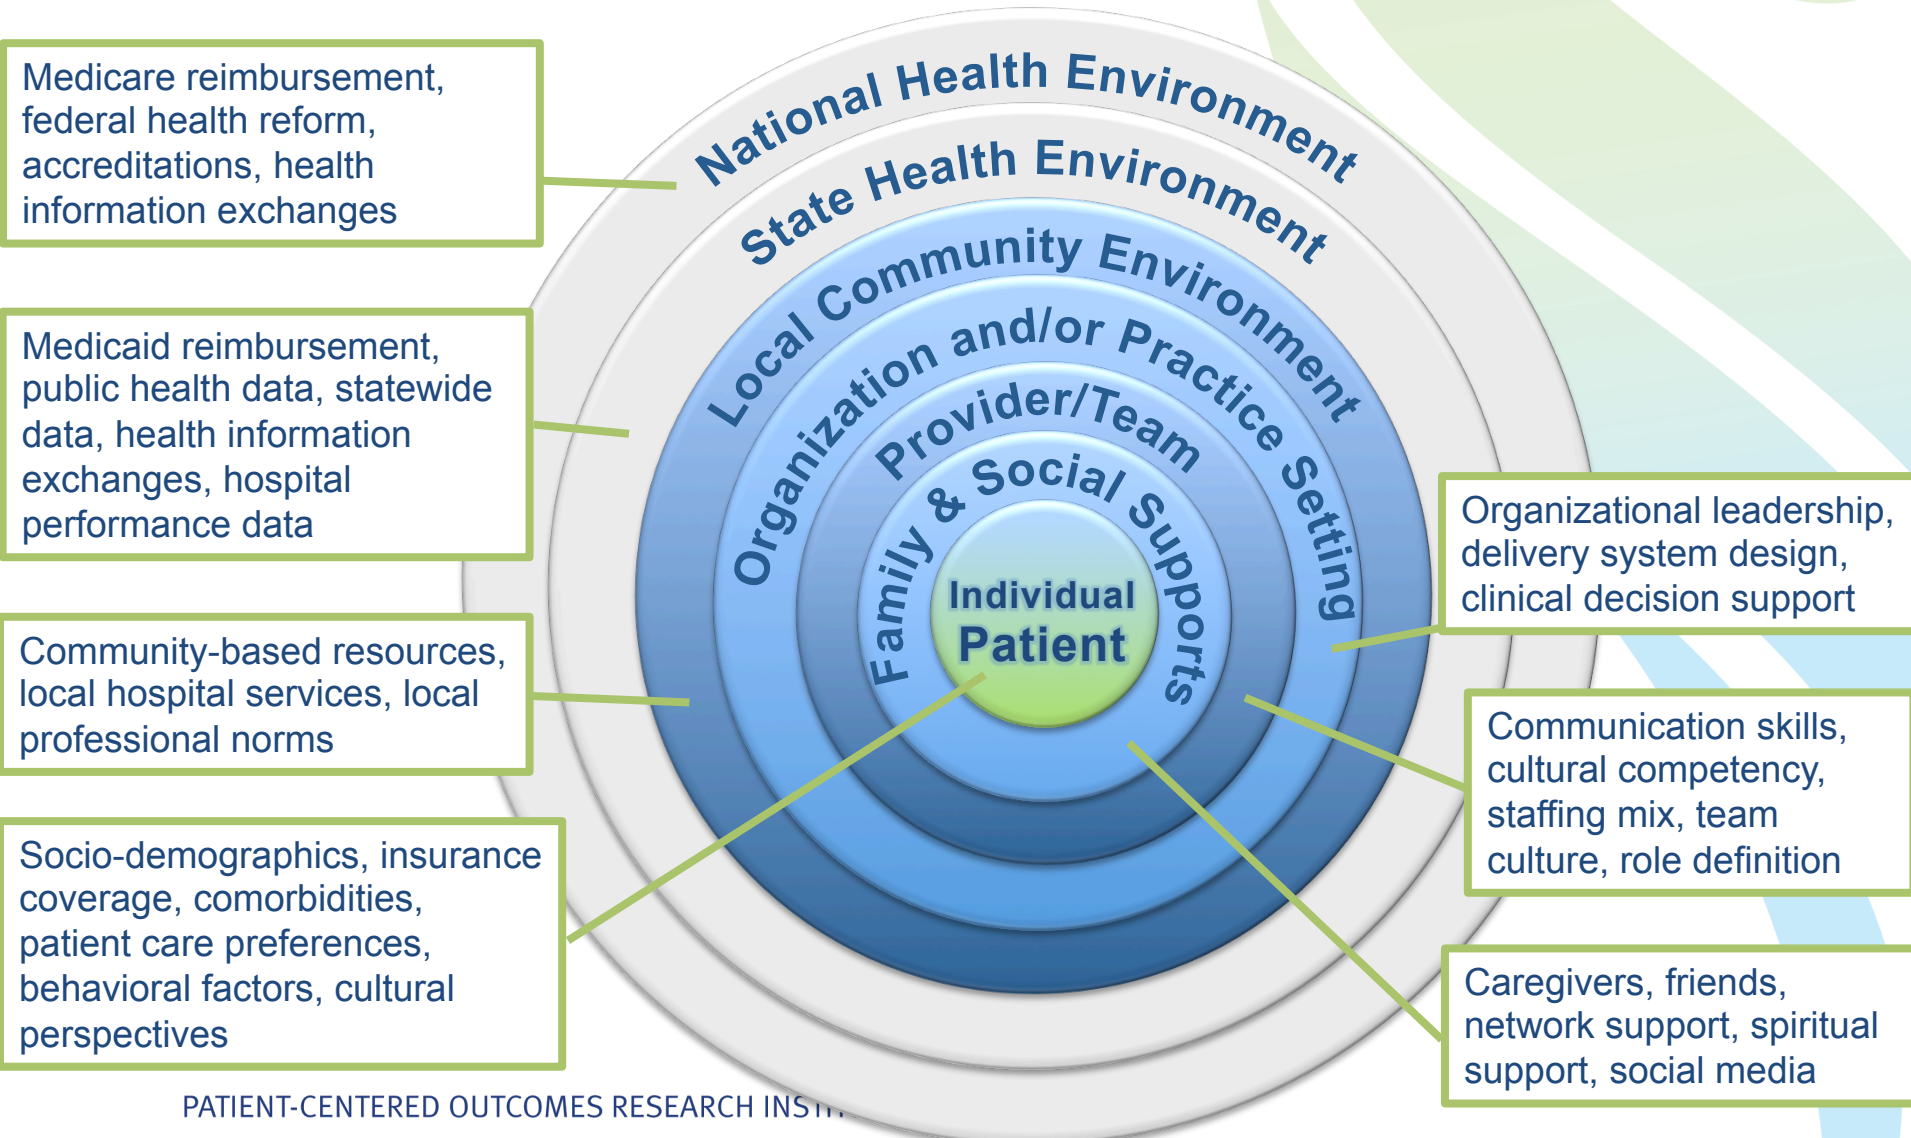 National Health Environment
State Health Environment
Local Community Environment
Organization and/or Practice Setting
Provider/Team
Family & Social Supports
Individual
Patient
Medicare reimbursement,
federal health reform,
accreditations, health
information exchanges
Medicaid reimbursement,
public health data, statewide
data, health information
exchanges, hospital
performance data
Community-based resources,
local hospital services, local
professional norms
Socio-demographics, insurance
coverage, comorbidities,
patient care preferences,
behavioral factors, cultural
perspectives
Organizational leadership,
delivery system design,
clinical decision support
Communication skills,
cultural competency,
staffing mix, team
culture, role definition
Caregivers, friends,
network support, spiritual
support, social media
PATIENT-CENTERED OUTCOMES RESEARCH